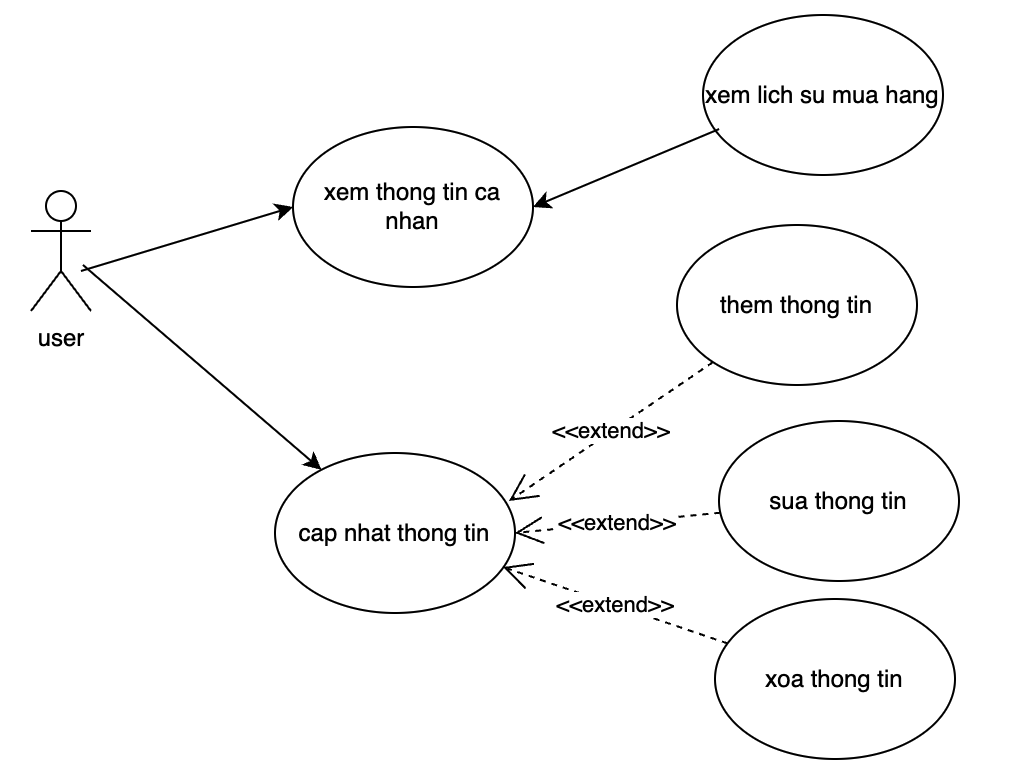 xem lich su mua hang
xem thong tin ca
nhan
them thong tin
user
<<extend>>
sua thong tin
<<extend>>
cap nhat thong tin
<<extend>>
xoa thong tin